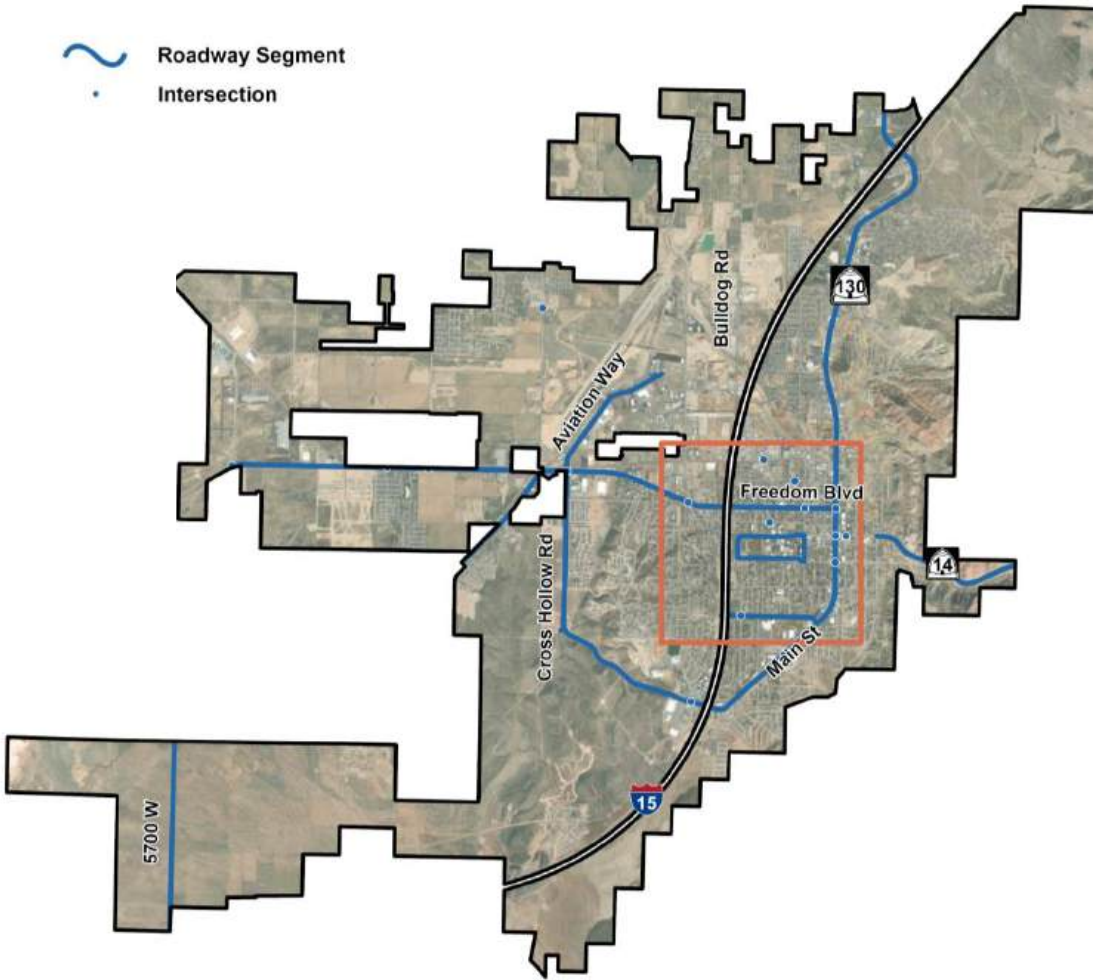 Roadway Segment
Intersection
130
Bulldog Rd
Aviation Way
Freedom Blvd
14
Cross Hollow Rd
Main St
15
5700 W